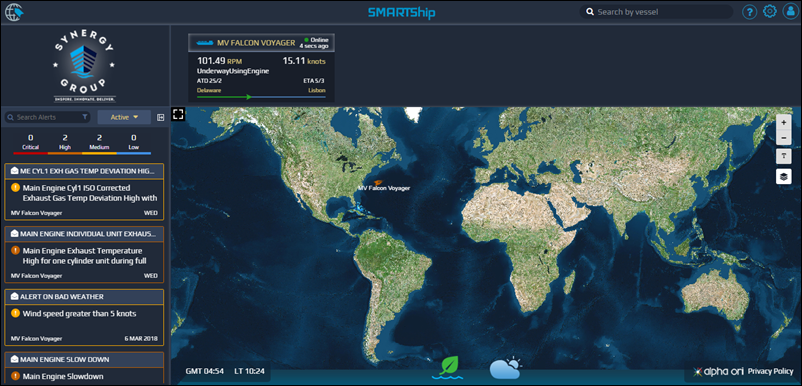 SMARTShip
Search by vessel
?
SYNERGY
GROUP
INSPIRE. INNOVATE. DELIVER.
MV FALCON VOYAGER
Online
4 secs ago
101.49 RPM 15.11 knots
UnderwayUsingEngine
ATD 25/2 ETA 5/3
Delaware Lisbon
Search Alerts
Active
0 2 2 0
Critical High Medium Low
ME CYL1 EXH GAS TEMP DEVIATION HIG...
Main Engine Cyl1 ISO Corrected
Exhaust Gas Temp Deviation High with
MV Falcon Voyager WED
MAIN ENGINE INDIVIDUAL UNIT EXHAUS...
Main Engine Exhaust Temperature
High for one cylinder unit during full
MV Falcon Voyager WED
ALERT ON BAD WEATHER
Wind speed greater than 5 knots
MV Falcon Voyager 6 MAR 2018
MAIN ENGINE SLOW DOWN
Main Engine Slowdown
MV Falcon Voyager
+
−
GMT 04:54 LT 10:24
alpha ori Privacy Policy